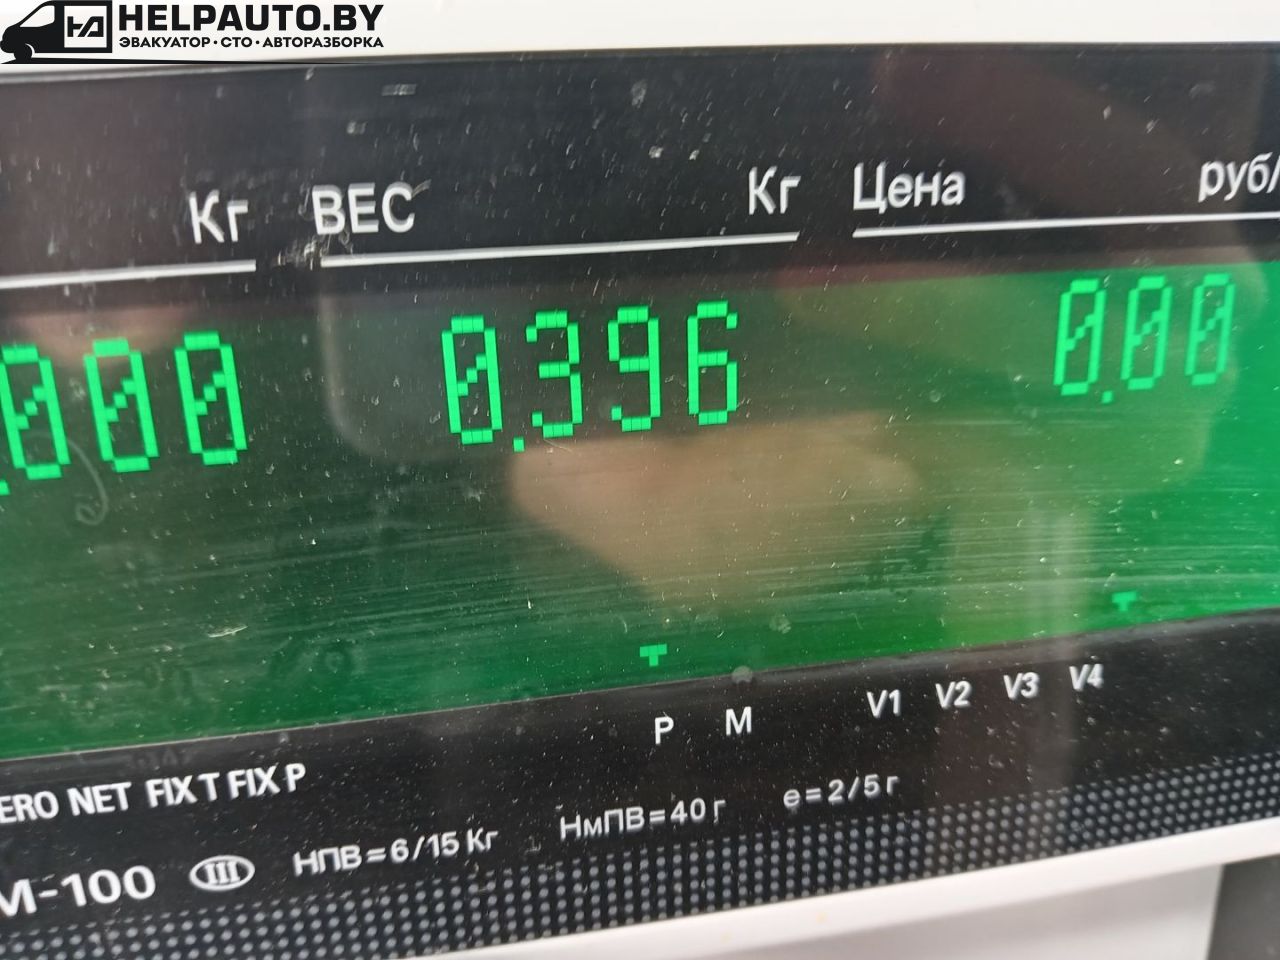 HELPAUTO.BY
ЭВАКУАТОР·СТО·АВТОРАЗБОРКА
Кг ВЕС Кг Цена руб/
.000 0.396 0.00
P M V1 V2 V3 V4
ERO NET FIX T FIX P
М-100 III НПВ=6/15 Кг НмПВ=40 г e=2/5 г